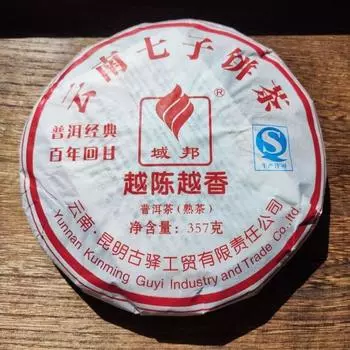 云南七子饼茶
®
普洱经典
百年回甘
域邦
越陈越香
普洱茶(熟茶)
净含量:357克
云南·昆明古驿工贸有限责任公司
Yunnan Kunming Guyi Industry and Trade Co., ltd.
QS